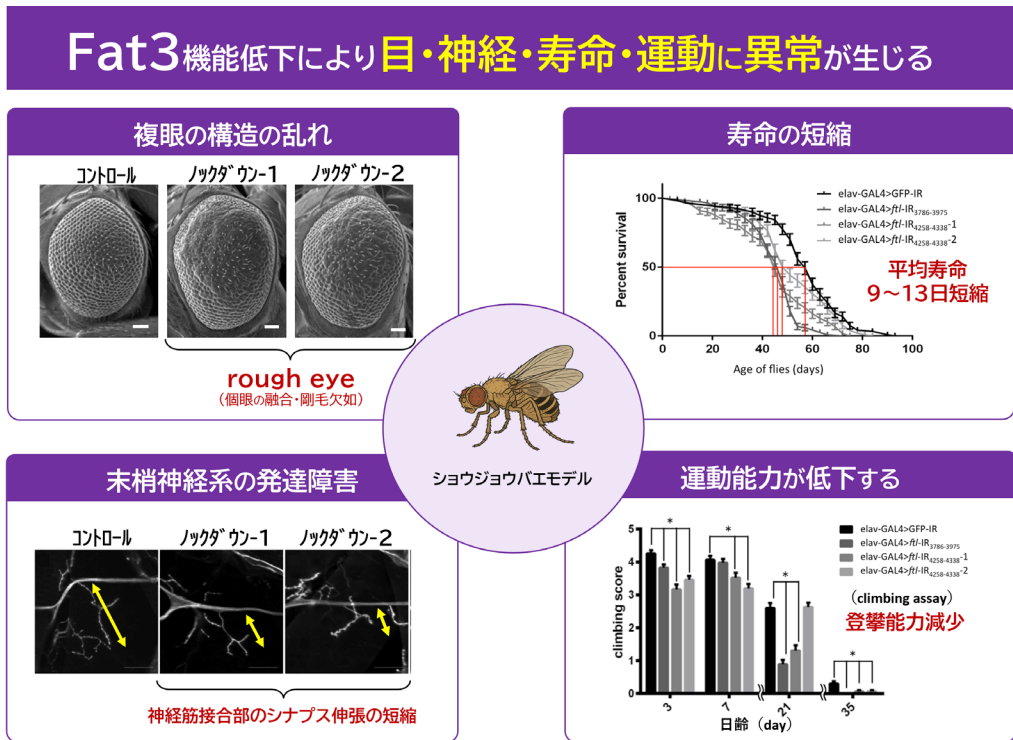 Fat3機能低下により目・神経・寿命・運動に異常が生じる
複眼の構造の乱れ
コントロール
ノックダウン-1
ノックダウン-2
rough eye
（個眼の融合・剛毛欠如）
寿命の短縮
Percent survival
100
50
0
0
20
40
60
80
100
Age of flies (days)
elav-GAL4>GFP-IR
elav-GAL4>ftl-IR3786-3975
elav-GAL4>ftl-IR4258-4338-1
elav-GAL4>ftl-IR4258-4338-2
平均寿命
9～13日短縮
ショウジョウバエモデル
末梢神経系の発達障害
コントロール
ノックダウン-1
ノックダウン-2
神経筋接合部のシナプス伸張の短縮
運動能力が低下する
climbing score
5
4
3
2
1
0
*
*
*
*
3
7
21
35
日齢（day）
elav-GAL4>GFP-IR
elav-GAL4>ftl-IR3786-3975
elav-GAL4>ftl-IR4258-4338-1
elav-GAL4>ftl-IR4258-4338-2
（climbing assay）
登攀能力減少